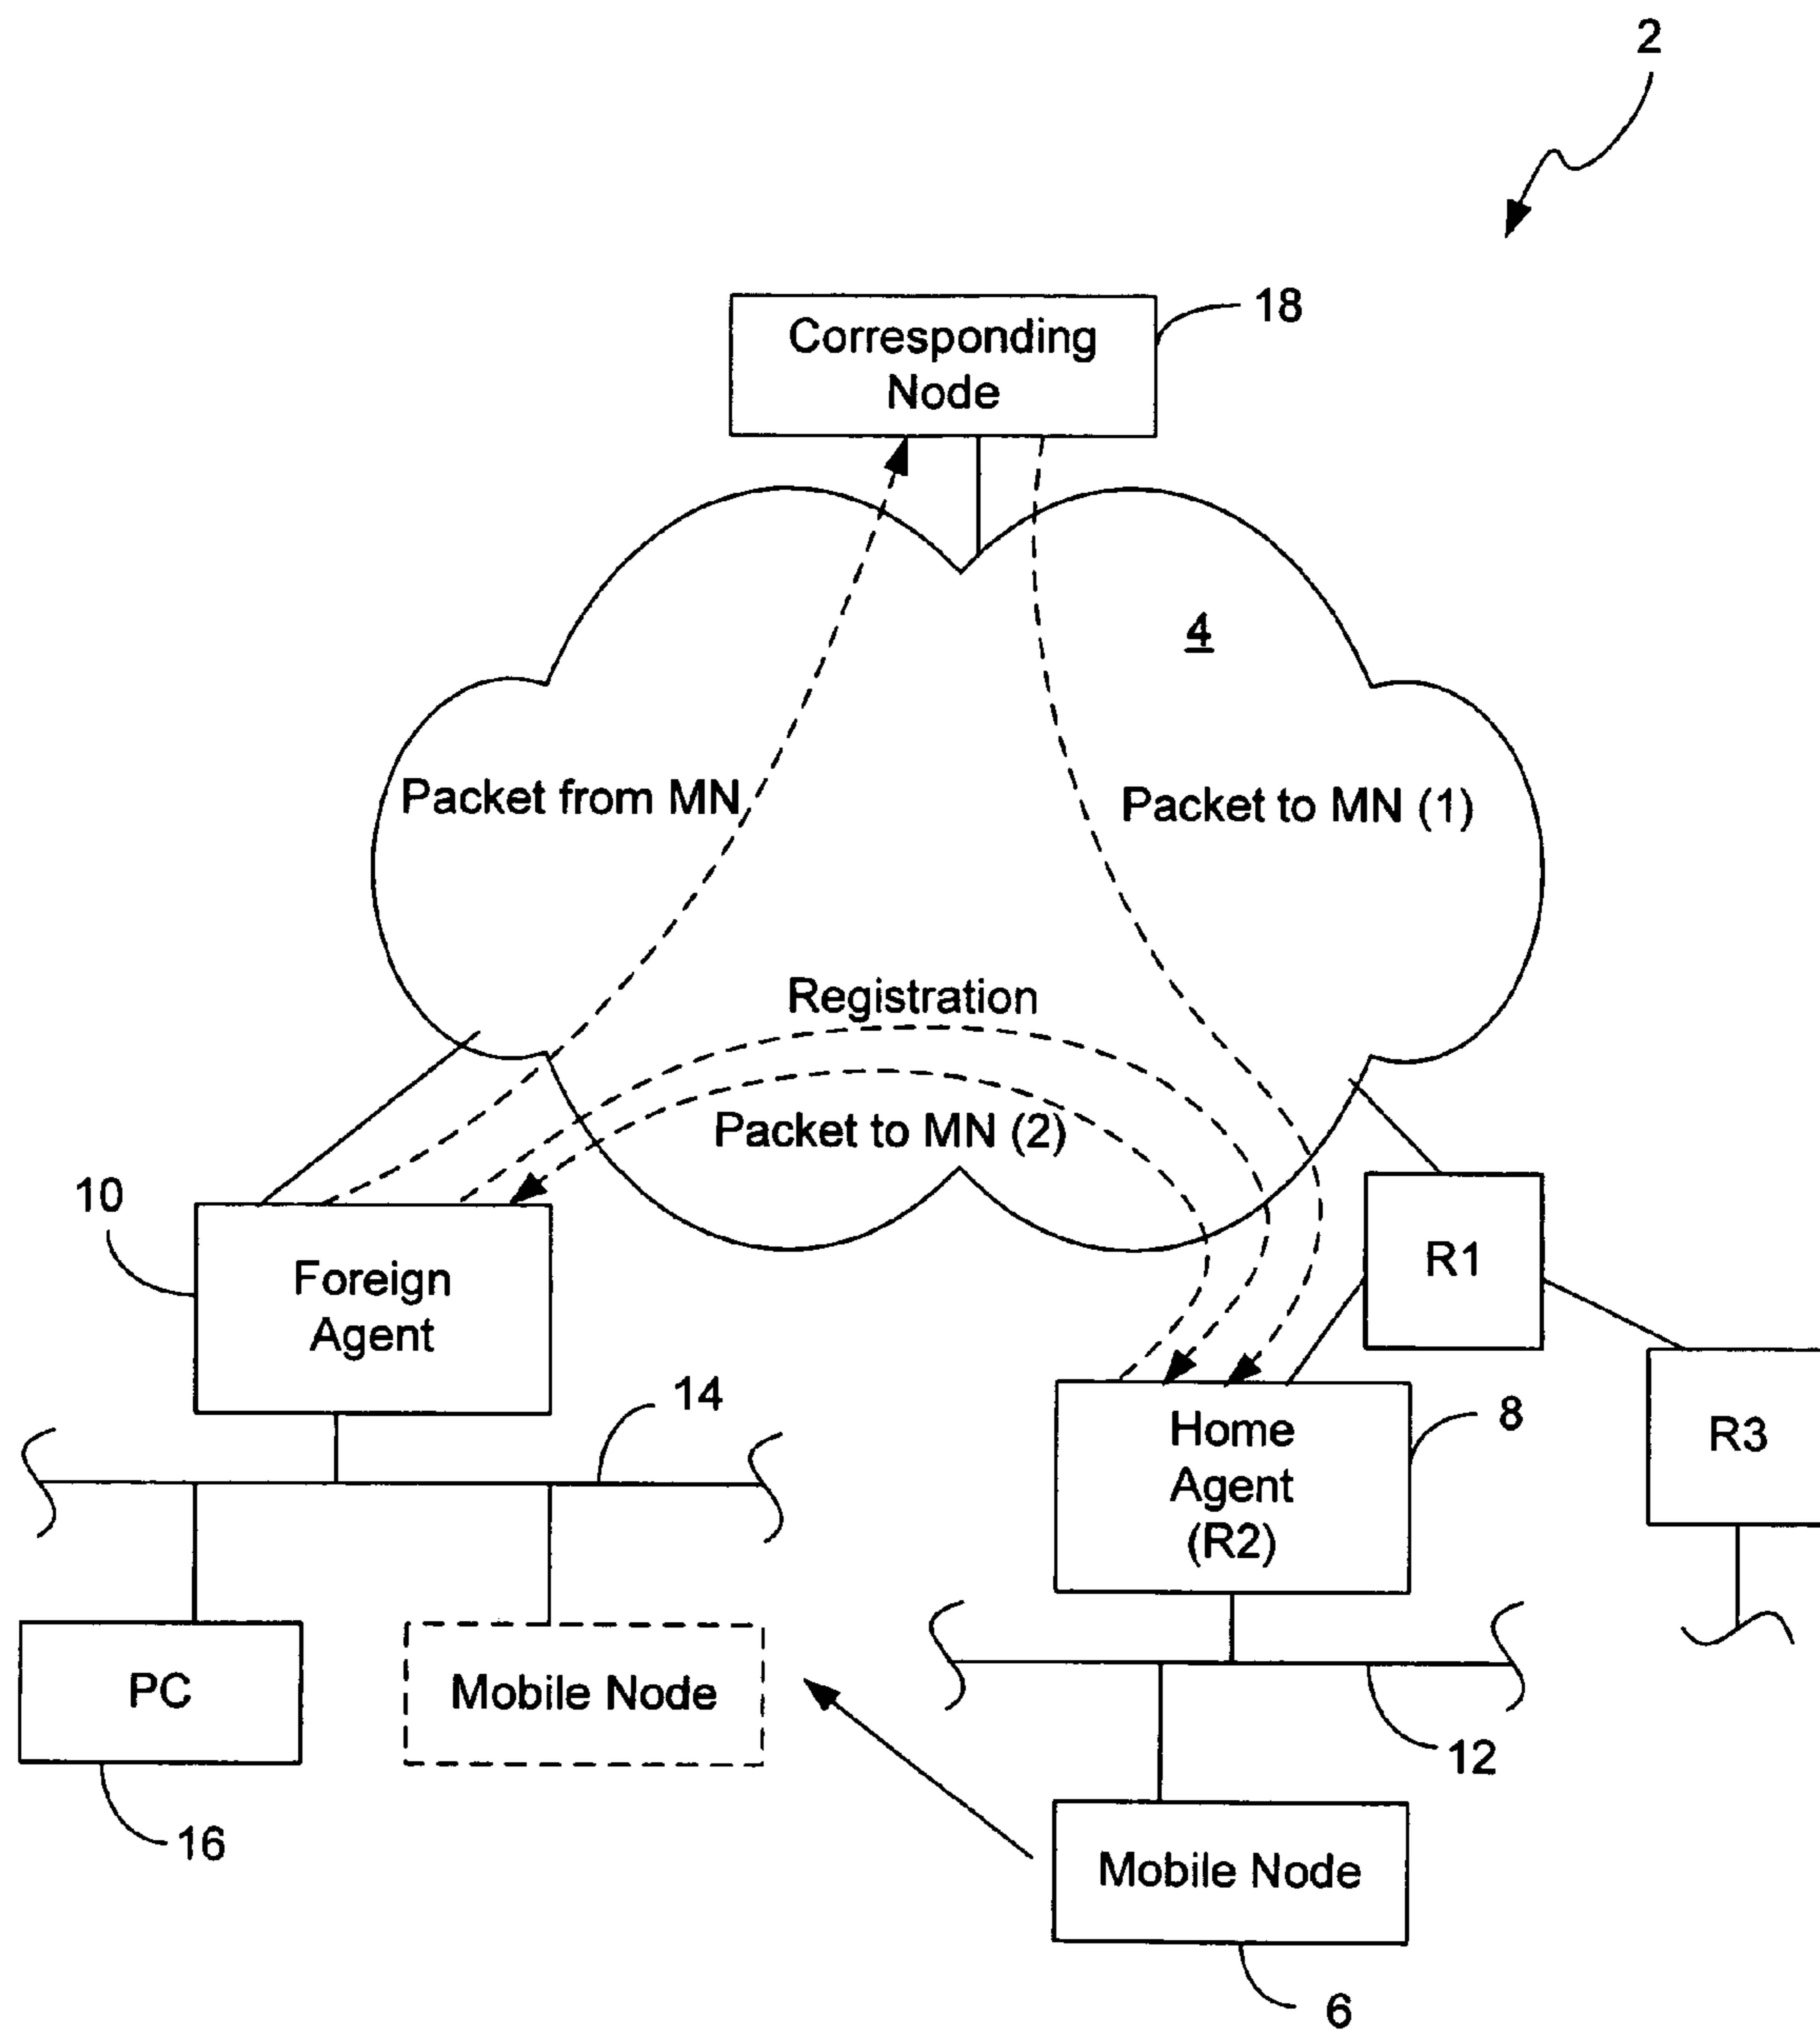 2
18
Corresponding
Node
4
Packet from MN
Packet to MN (1)
Registration
Packet to MN (2)
10
Foreign
Agent
R1
14
8
Home
Agent
(R2)
R3
PC
Mobile Node
12
16
Mobile Node
6